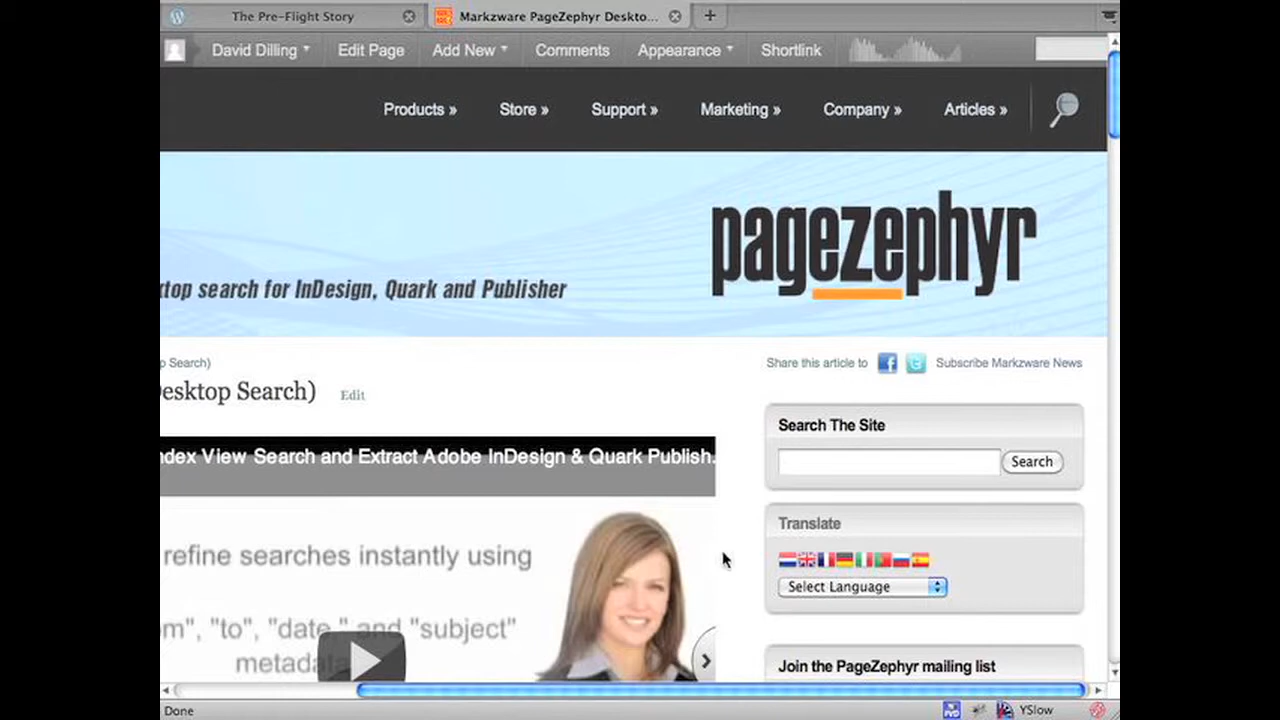 The Pre-Flight Story
Markzware PageZephyr Deskto...
David Dilling
Edit Page
Add New
Comments
Appearance
Shortlink
Products »
Store »
Support »
Marketing »
Company »
Articles »
pagezephyr
ktop search for InDesign, Quark and Publisher
p Search)
Share this article to
Subscribe Markzware News
esktop Search)
Edit
Search The Site
Search
ndex View Search and Extract Adobe InDesign & Quark Publish.
Translate
refine searches instantly using
Select Language
m", "to", "date," and "subject"
metadata
Join the PageZephyr mailing list
Done
YSlow